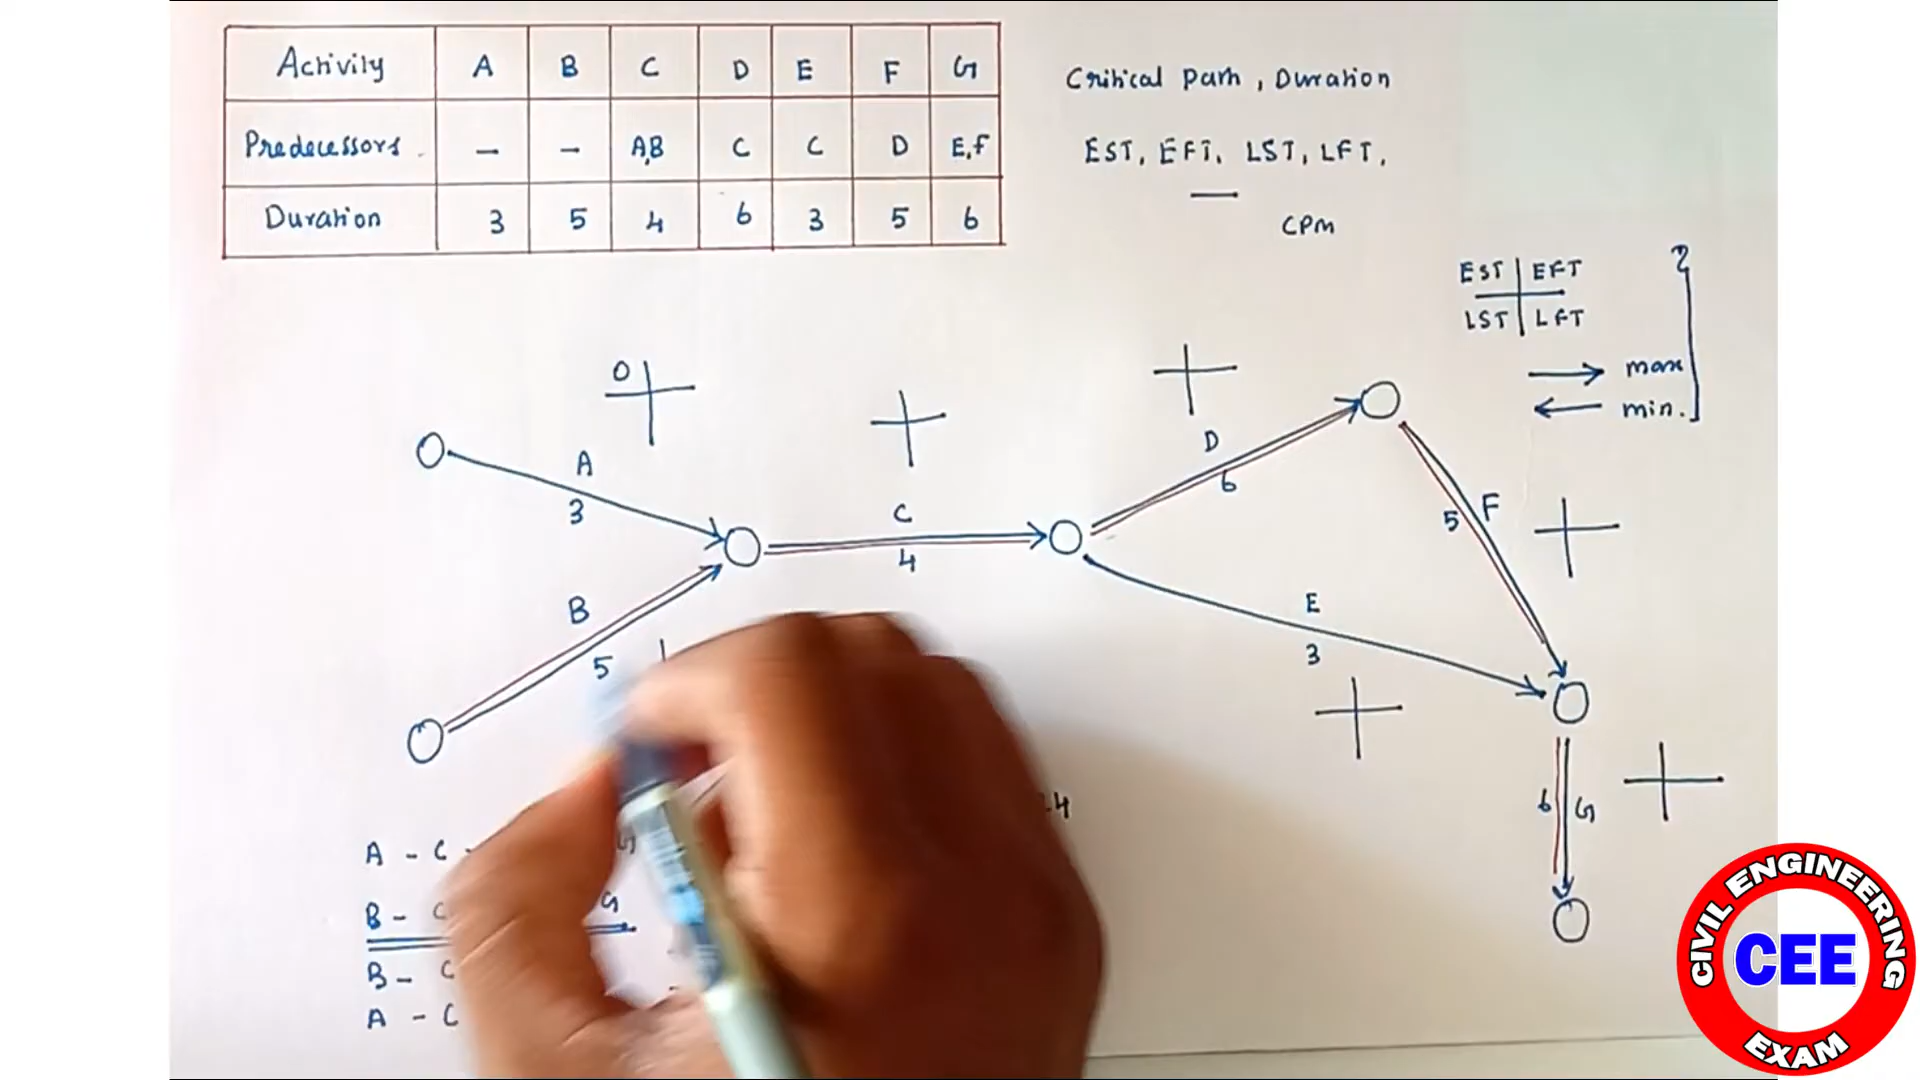 Activity A B C D E F G
Predecessors - - A,B C C D E,F
Duration 3 5 4 6 3 5 6
Critical Path, Duration
EST, EFT, LST, LFT,
CPM
EST EFT
LST LFT
→ max
← min.
0
A
3
B
5
C
4
D
6
F
5
E
3
6 G
A - C -
G
24
B - C
G
B - C
A - C
CIVIL ENGINEERING
CEE
EXAM